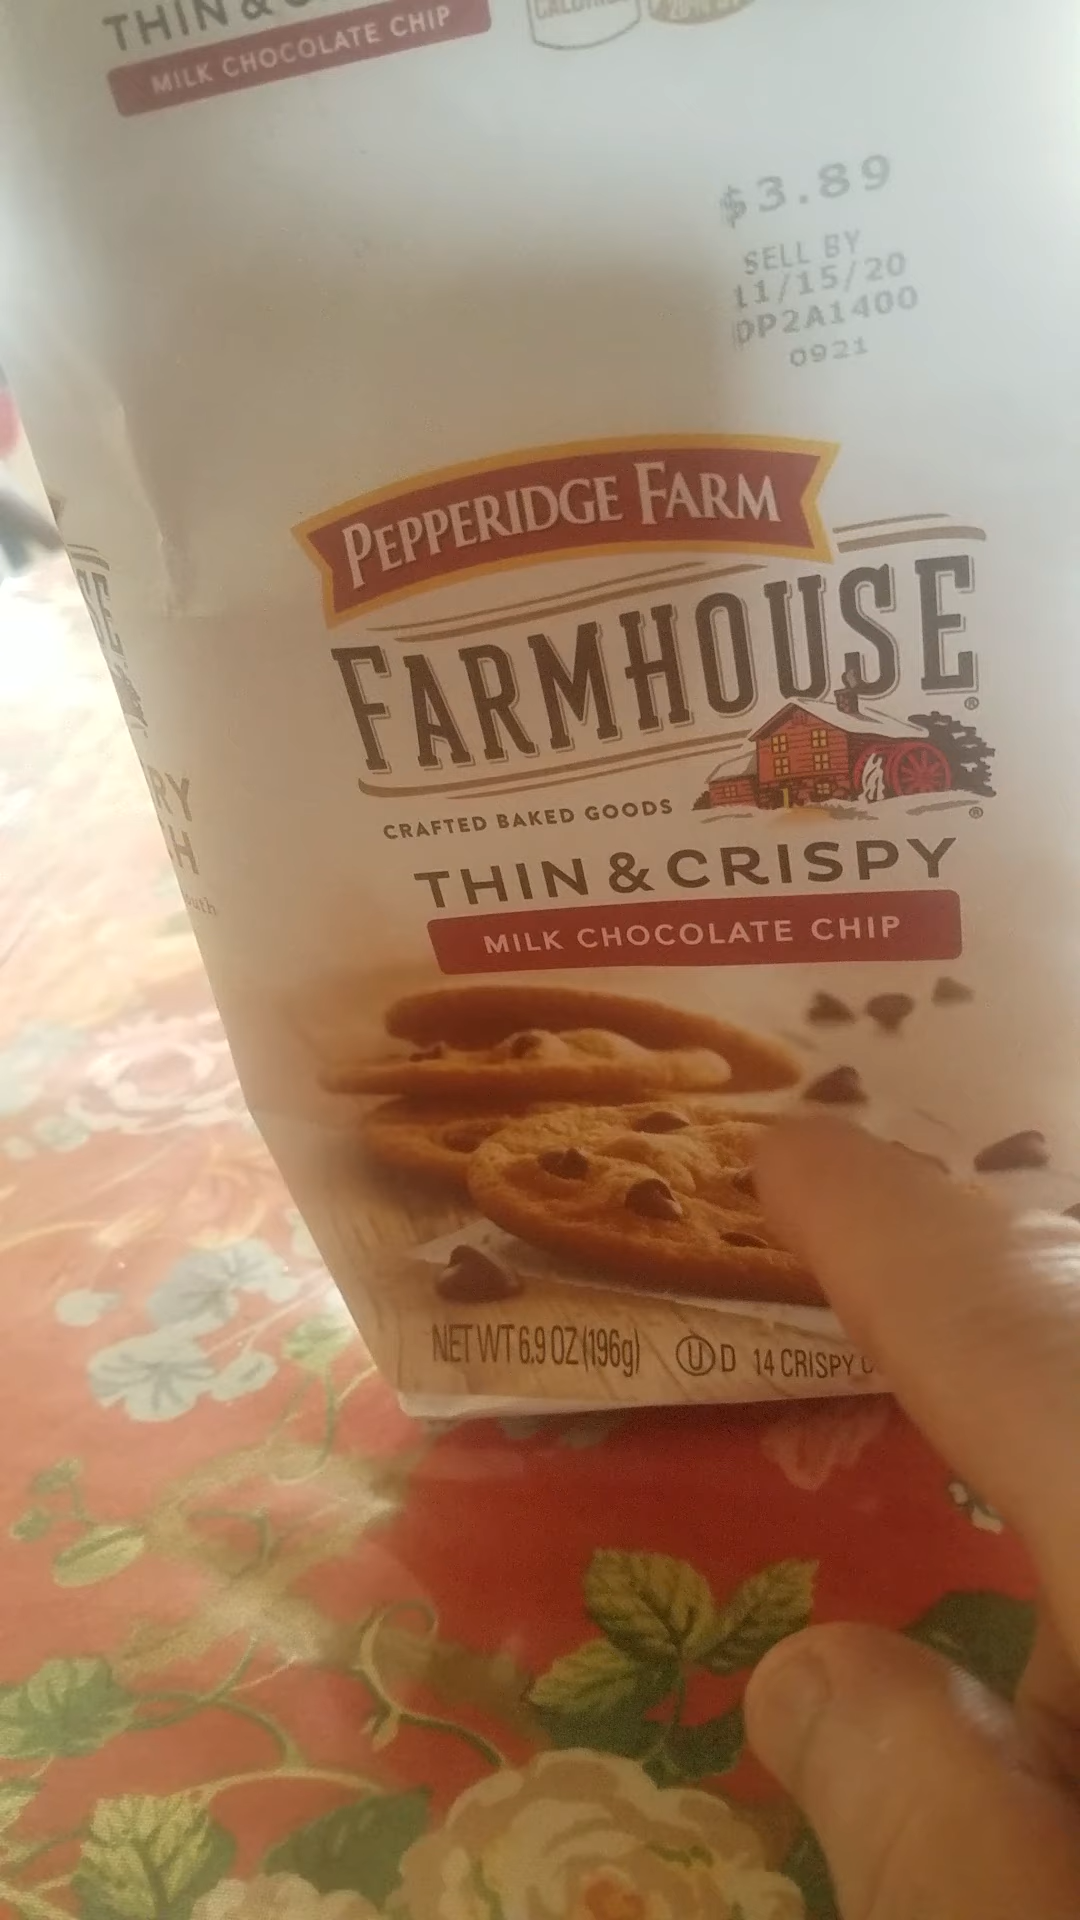 THIN &
MILK CHOCOLATE CHIP
$3.89
SELL BY
11/15/20
DP2A1400
0921
PEPPERIDGE FARM
FARMHOUSE®
®
CRAFTED BAKED GOODS
THIN & CRISPY
MILK CHOCOLATE CHIP
NET WT 6.9 OZ (196g) Ⓤ D 14 CRISPY